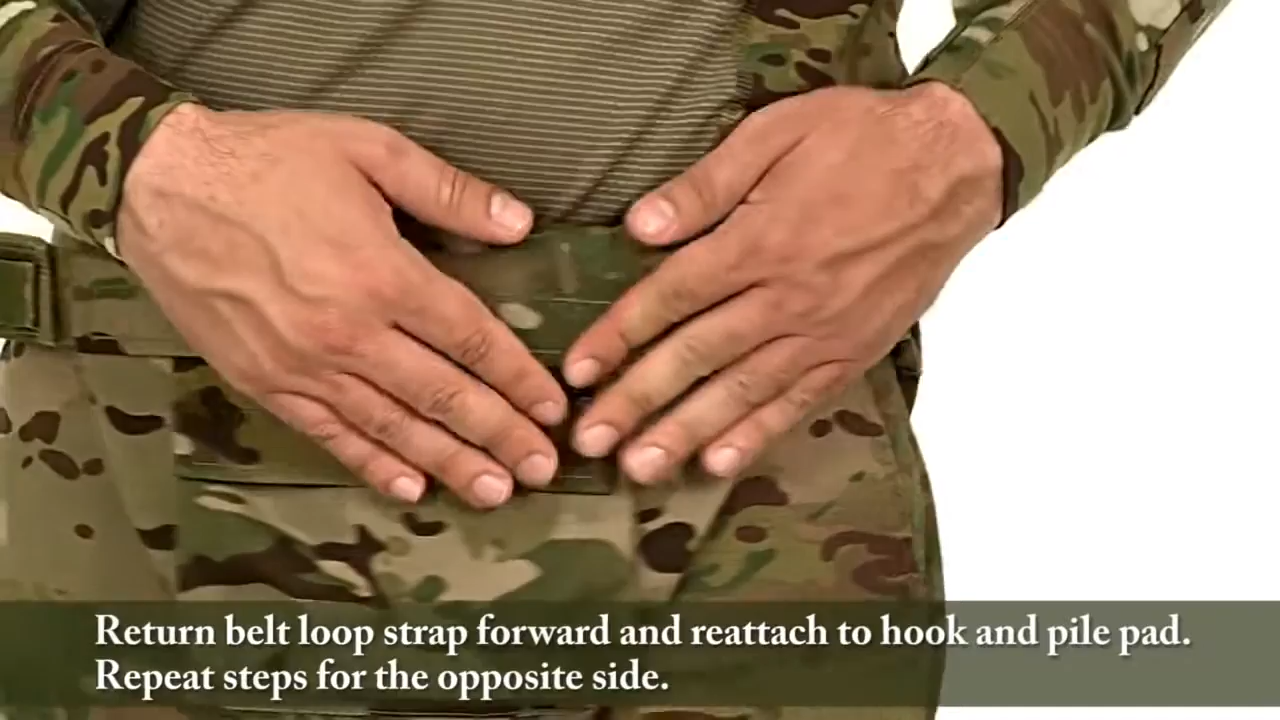 Return belt loop strap forward and reattach to hook and pile pad.
Repeat steps for the opposite side.